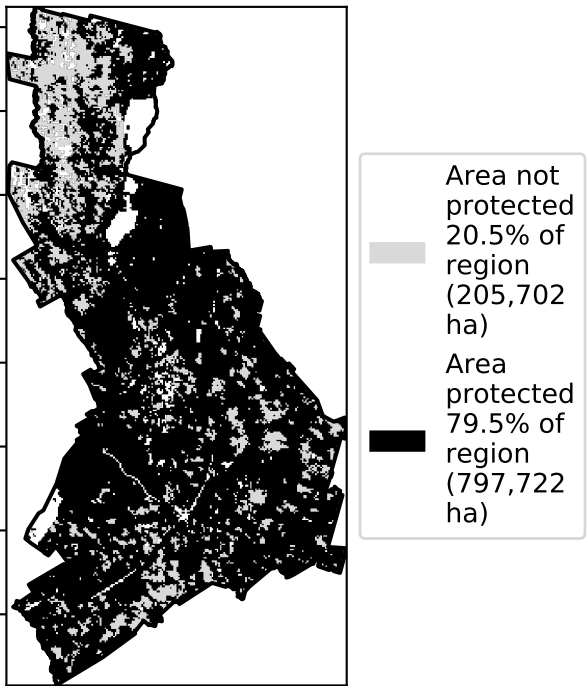 Area not
protected
20.5% of
region
(205,702
ha)
Area
protected
79.5% of
region
(797,722
ha)